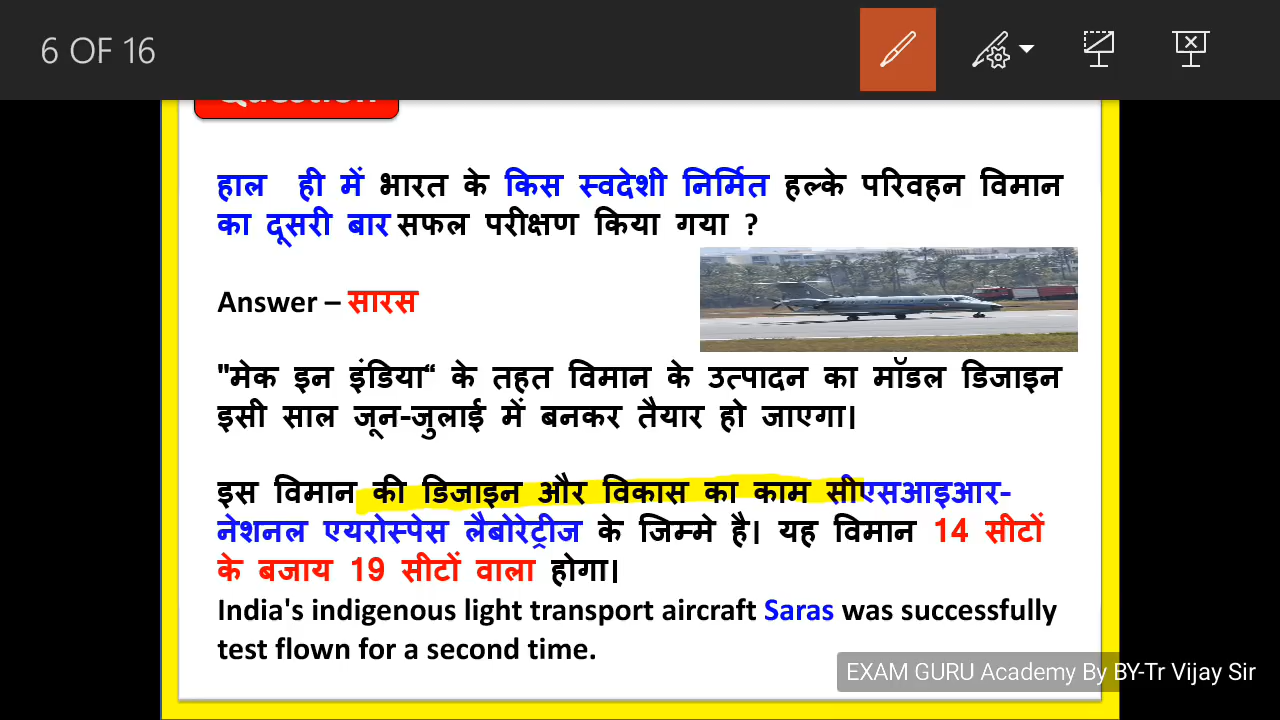 6 OF 16
Question
हाल ही में भारत के किस स्वदेशी निर्मित हल्के परिवहन विमान
का दूसरी बार सफल परीक्षण किया गया ?
Answer – सारस
"मेक इन इंडिया“ के तहत विमान के उत्पादन का मॉडल डिजाइन
इसी साल जून-जुलाई में बनकर तैयार हो जाएगा।
इस विमान की डिजाइन और विकास का काम सीएसआइआर-
नेशनल एयरोस्पेस लैबोरेट्रीज के जिम्मे है। यह विमान 14 सीटों
के बजाय 19 सीटों वाला होगा।
India's indigenous light transport aircraft Saras was successfully
test flown for a second time.
EXAM GURU Academy By BY-Tr Vijay Sir